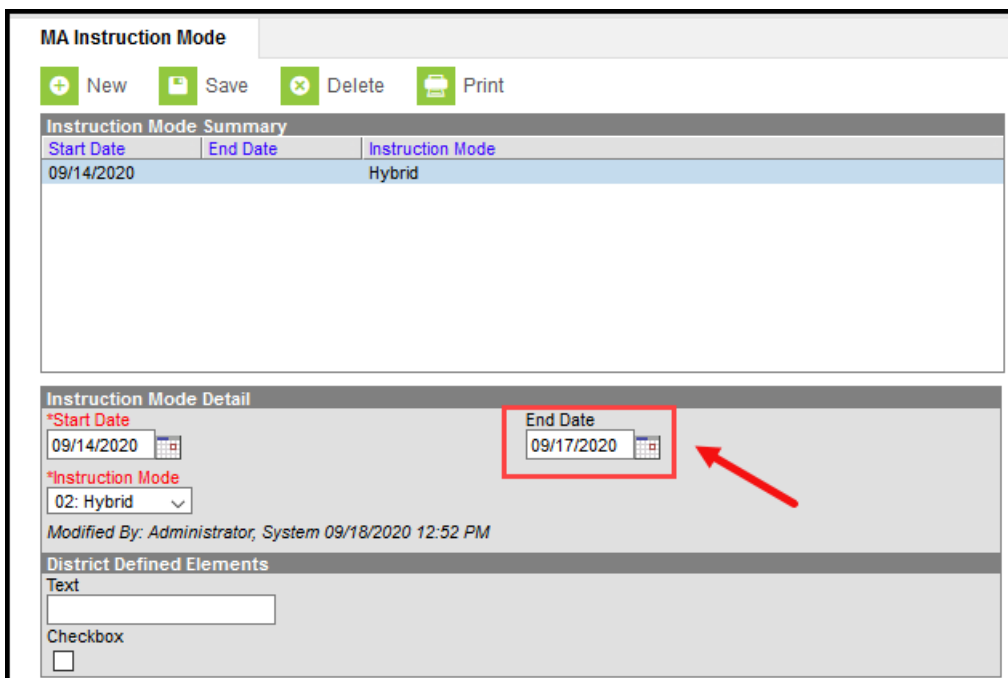 MA Instruction Mode
New Save Delete Print
Instruction Mode Summary
Start Date End Date Instruction Mode
09/14/2020 Hybrid
Instruction Mode Detail
*Start Date End Date
09/14/2020 09/17/2020
*Instruction Mode
02: Hybrid
Modified By: Administrator, System 09/18/2020 12:52 PM
District Defined Elements
Text
Checkbox